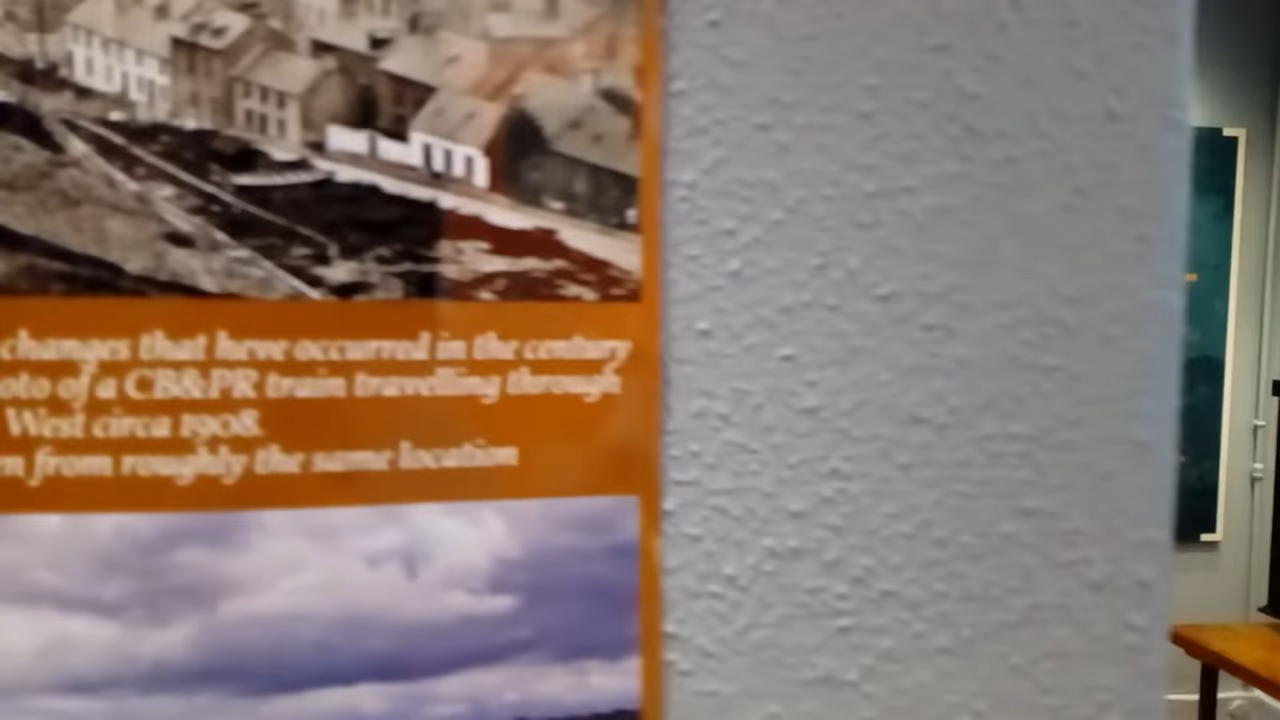 changes that have occurred in the century
oto of a CB&PR train travelling through
West circa 1908.
n from roughly the same location